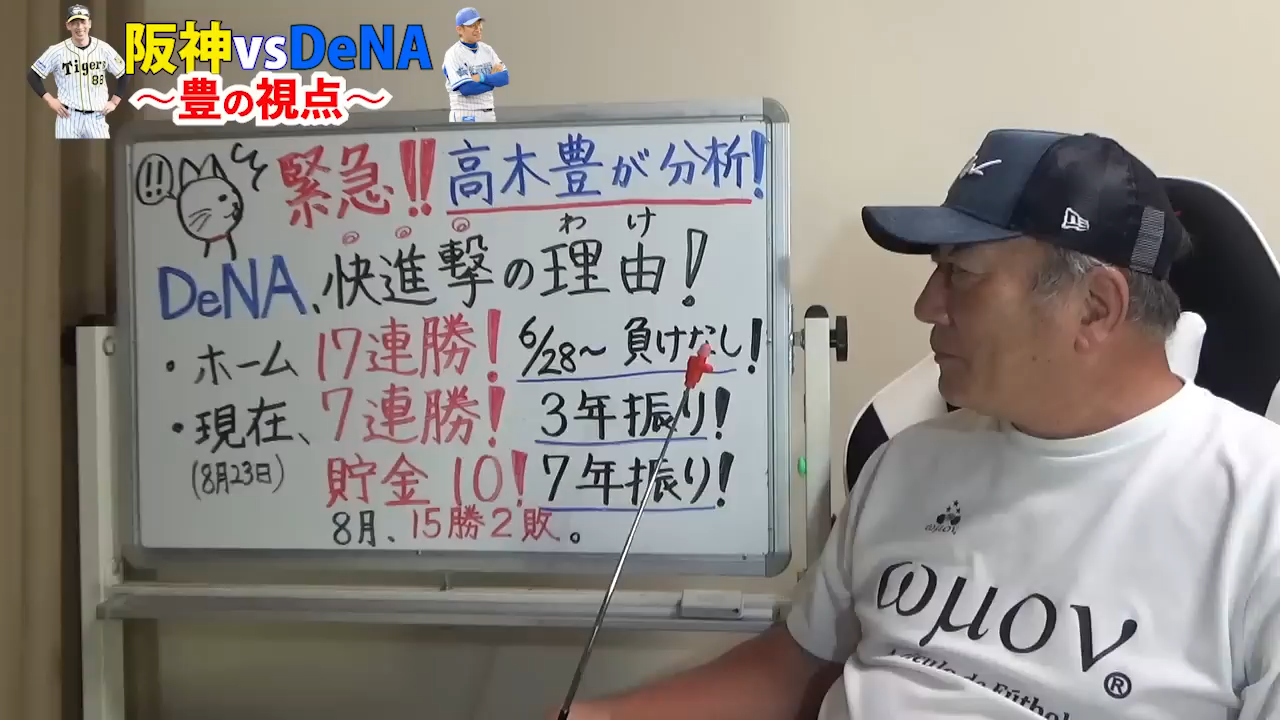 阪神vsDeNA
～豊の視点～
Tigers
!!
緊急!! 高木豊が分析!
わけ
DeNA、快進撃の理由!
・ホーム 17連勝! 6/28～ 負けなし!
・現在、7連勝! 3年振り!
(8月23日) 貯金10! 7年振り!
8月、15勝2敗。
NE
ωμον
ωμον®